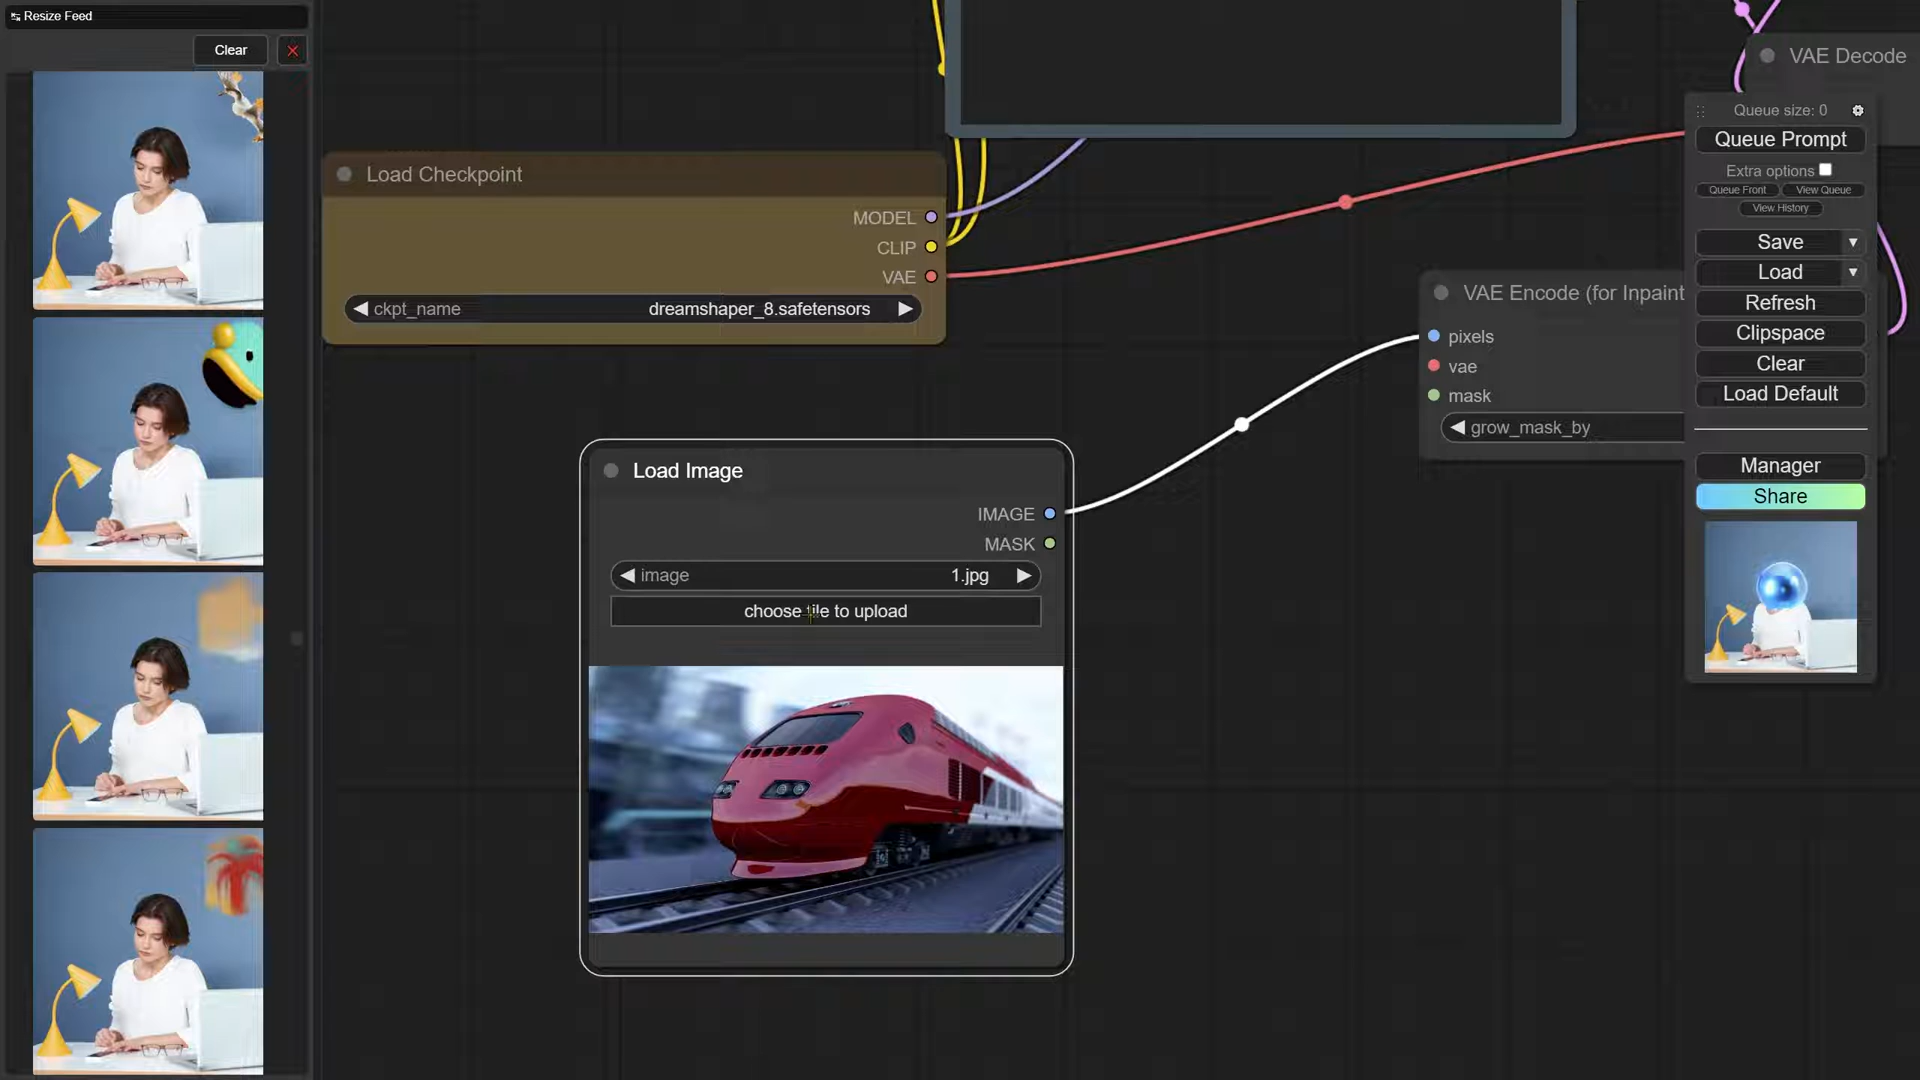 Resize Feed
Clear
Load Checkpoint
MODEL
CLIP
VAE
ckpt_name dreamshaper_8.safetensors
Load Image
IMAGE
MASK
image 1.jpg
choose file to upload
VAE Encode (for Inpaint
pixels
vae
mask
grow_mask_by
VAE Decode
Queue size: 0
Queue Prompt
Extra options
Queue Front View Queue
View History
Save
Load
Refresh
Clipspace
Clear
Load Default
Manager
Share